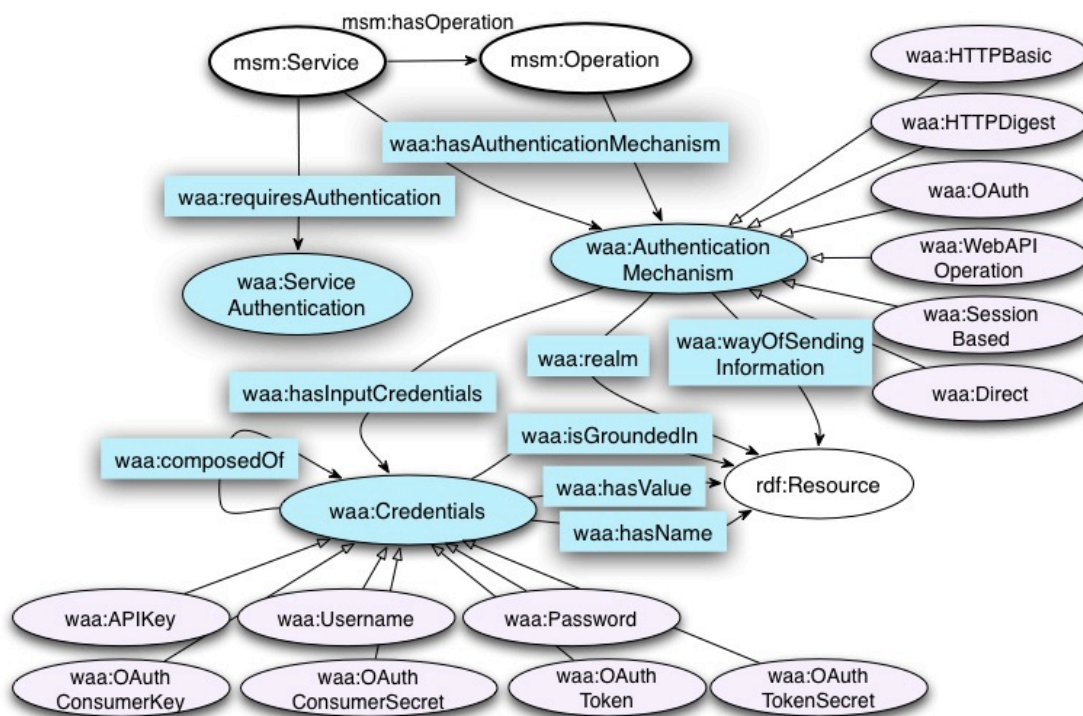 msm:hasOperation
msm:Service
msm:Operation
waa:HTTPBasic
waa:HTTPDigest
waa:hasAuthenticationMechanism
waa:requiresAuthentication
waa:OAuth
waa:Authentication
Mechanism
waa:WebAPI
Operation
waa:Service
Authentication
waa:Session
Based
waa:realm
waa:wayOfSending
Information
waa:Direct
waa:hasInputCredentials
waa:isGroundedIn
waa:composedOf
waa:hasValue
rdf:Resource
waa:Credentials
waa:hasName
waa:APIKey
waa:Username
waa:Password
waa:OAuth
ConsumerKey
waa:OAuth
ConsumerSecret
waa:OAuth
Token
waa:OAuth
TokenSecret